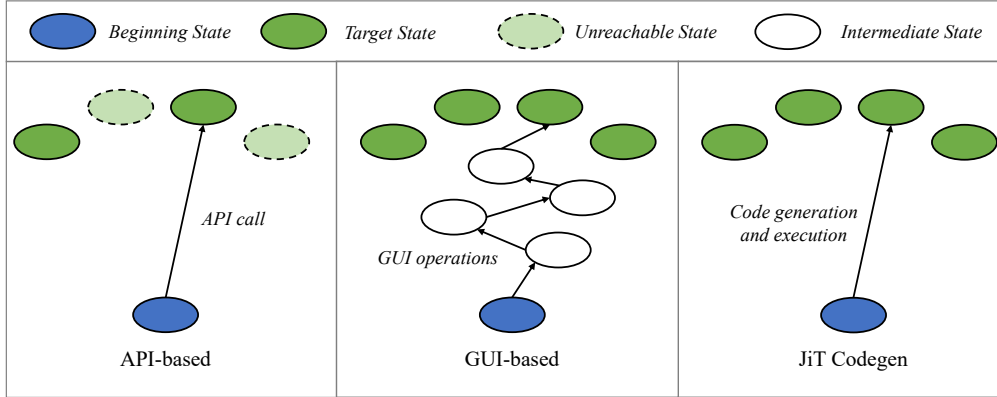 Beginning State
Target State
Unreachable State
Intermediate State
API call
API-based
GUI operations
GUI-based
Code generation
and execution
JiT Codegen